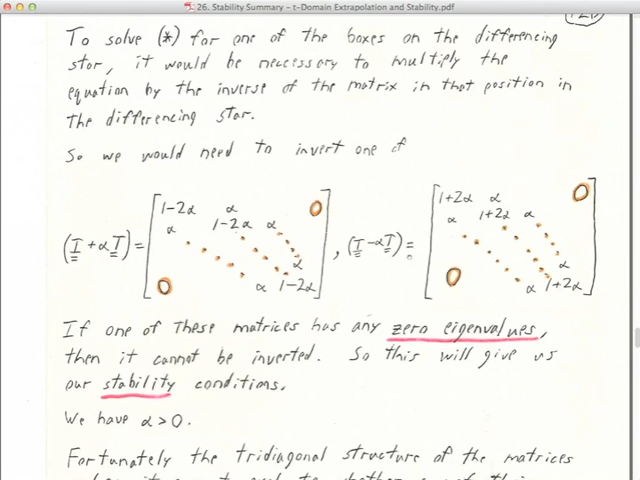 26. Stability Summary – t-Domain Extrapolation and Stability.pdf
To solve (*) for one of the boxes on the differencing
star, it would be necessary to multiply the
equation by the inverse of the matrix in that position in
the differencing star.
So we would need to invert one of
(I + αT) = [ 1-2α α O
α 1-2α α
α
O α 1-2α ] , (I - αT) = [ 1+2α α O
α 1+2α α
α
O α 1+2α ]
If one of these matrices has any zero eigenvalues,
then it cannot be inverted. So this will give us
our stability conditions.
We have α > 0.
Fortunately the tridiagonal structure of the matrices